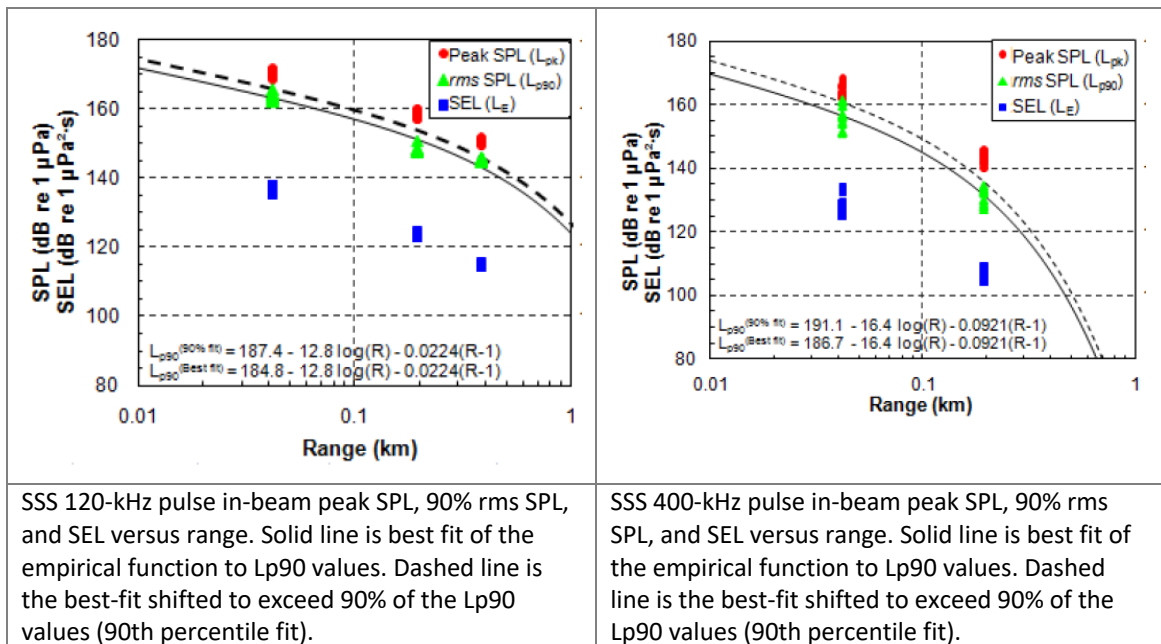 180
160
140
120
100
80
SPL (dB re 1 µPa)
SEL (dB re 1 µPa²·s)
Peak SPL (Lpk)
rms SPL (Lp90)
SEL (LE)
Lp90(90% fit) = 187.4 - 12.8 log(R) - 0.0224(R-1)
Lp90(Best fit) = 184.8 - 12.8 log(R) - 0.0224(R-1)
0.01 0.1 1
Range (km)
180
160
140
120
100
80
SPL (dB re 1 µPa)
SEL (dB re 1 µPa²·s)
Peak SPL (Lpk)
rms SPL (Lp90)
SEL (LE)
Lp90(90% fit) = 191.1 - 16.4 log(R) - 0.0921(R-1)
Lp90(Best fit) = 186.7 - 16.4 log(R) - 0.0921(R-1)
0.01 0.1 1
Range (km)
SSS 120-kHz pulse in-beam peak SPL, 90% rms SPL,
and SEL versus range. Solid line is best fit of the
empirical function to Lp90 values. Dashed line is
the best-fit shifted to exceed 90% of the Lp90
values (90th percentile fit).
SSS 400-kHz pulse in-beam peak SPL, 90% rms
SPL, and SEL versus range. Solid line is best fit of
the empirical function to Lp90 values. Dashed
line is the best-fit shifted to exceed 90% of the
Lp90 values (90th percentile fit).